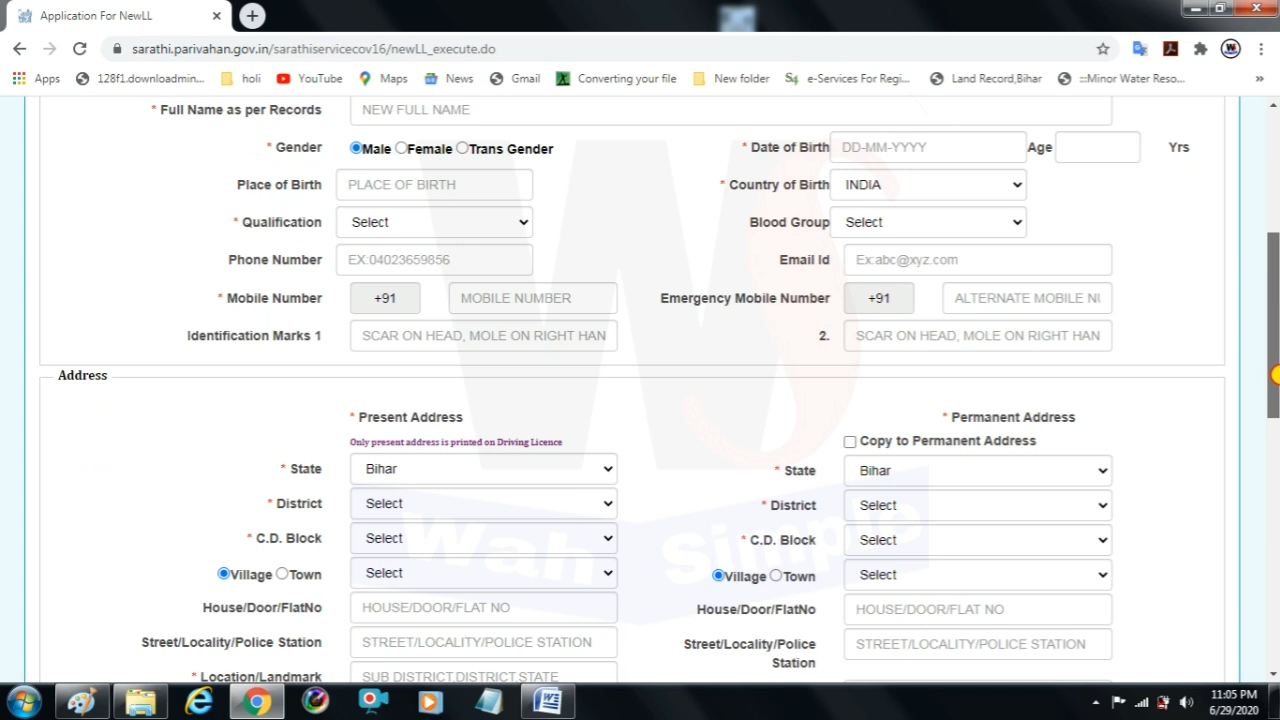 Application For NewLL
sarathi.parivahan.gov.in/sarathiservicecov16/newLL_execute.do
Apps 128f1.downloadmin... holi YouTube Maps News Gmail Converting your file New folder e-Services For Regi... Land Record,Bihar :::Minor Water Reso... »
* Full Name as per Records NEW FULL NAME
* Gender Male Female Trans Gender * Date of Birth DD-MM-YYYY Age Yrs
Place of Birth PLACE OF BIRTH * Country of Birth INDIA
* Qualification Select Blood Group Select
Phone Number EX:04023659856 Email Id Ex:abc@xyz.com
* Mobile Number +91 MOBILE NUMBER Emergency Mobile Number +91 ALTERNATE MOBILE NU
Identification Marks 1 SCAR ON HEAD, MOLE ON RIGHT HAN 2. SCAR ON HEAD, MOLE ON RIGHT HAN
Address
* Present Address * Permanent Address
Only present address is printed on Driving Licence Copy to Permanent Address
* State Bihar * State Bihar
* District Select * District Select
* C.D. Block Select * C.D. Block Select
Wah Simple
Village Town Select Village Town Select
House/Door/FlatNo HOUSE/DOOR/FLAT NO House/Door/FlatNo HOUSE/DOOR/FLAT NO
Street/Locality/Police Station STREET/LOCALITY/POLICE STATION Street/Locality/Police STREET/LOCALITY/POLICE STATION
Station
* Location/Landmark SUB DISTRICT,DISTRICT,STATE
11:05 PM
6/29/2020